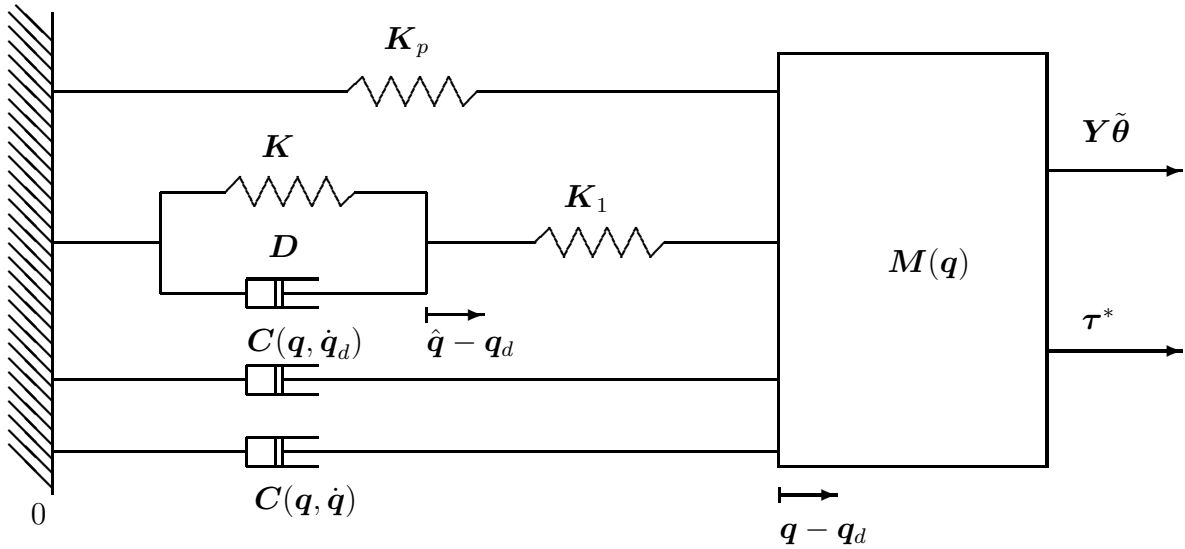 K_p
Yθ̃
K
K_1
D
M(q)
τ*
C(q, q̇_d)
q̂ − q_d
C(q, q̇)
0
q − q_d